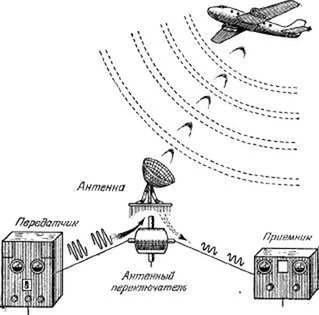 Антенна
Передатчик
Приемник
Антенный
переключатель